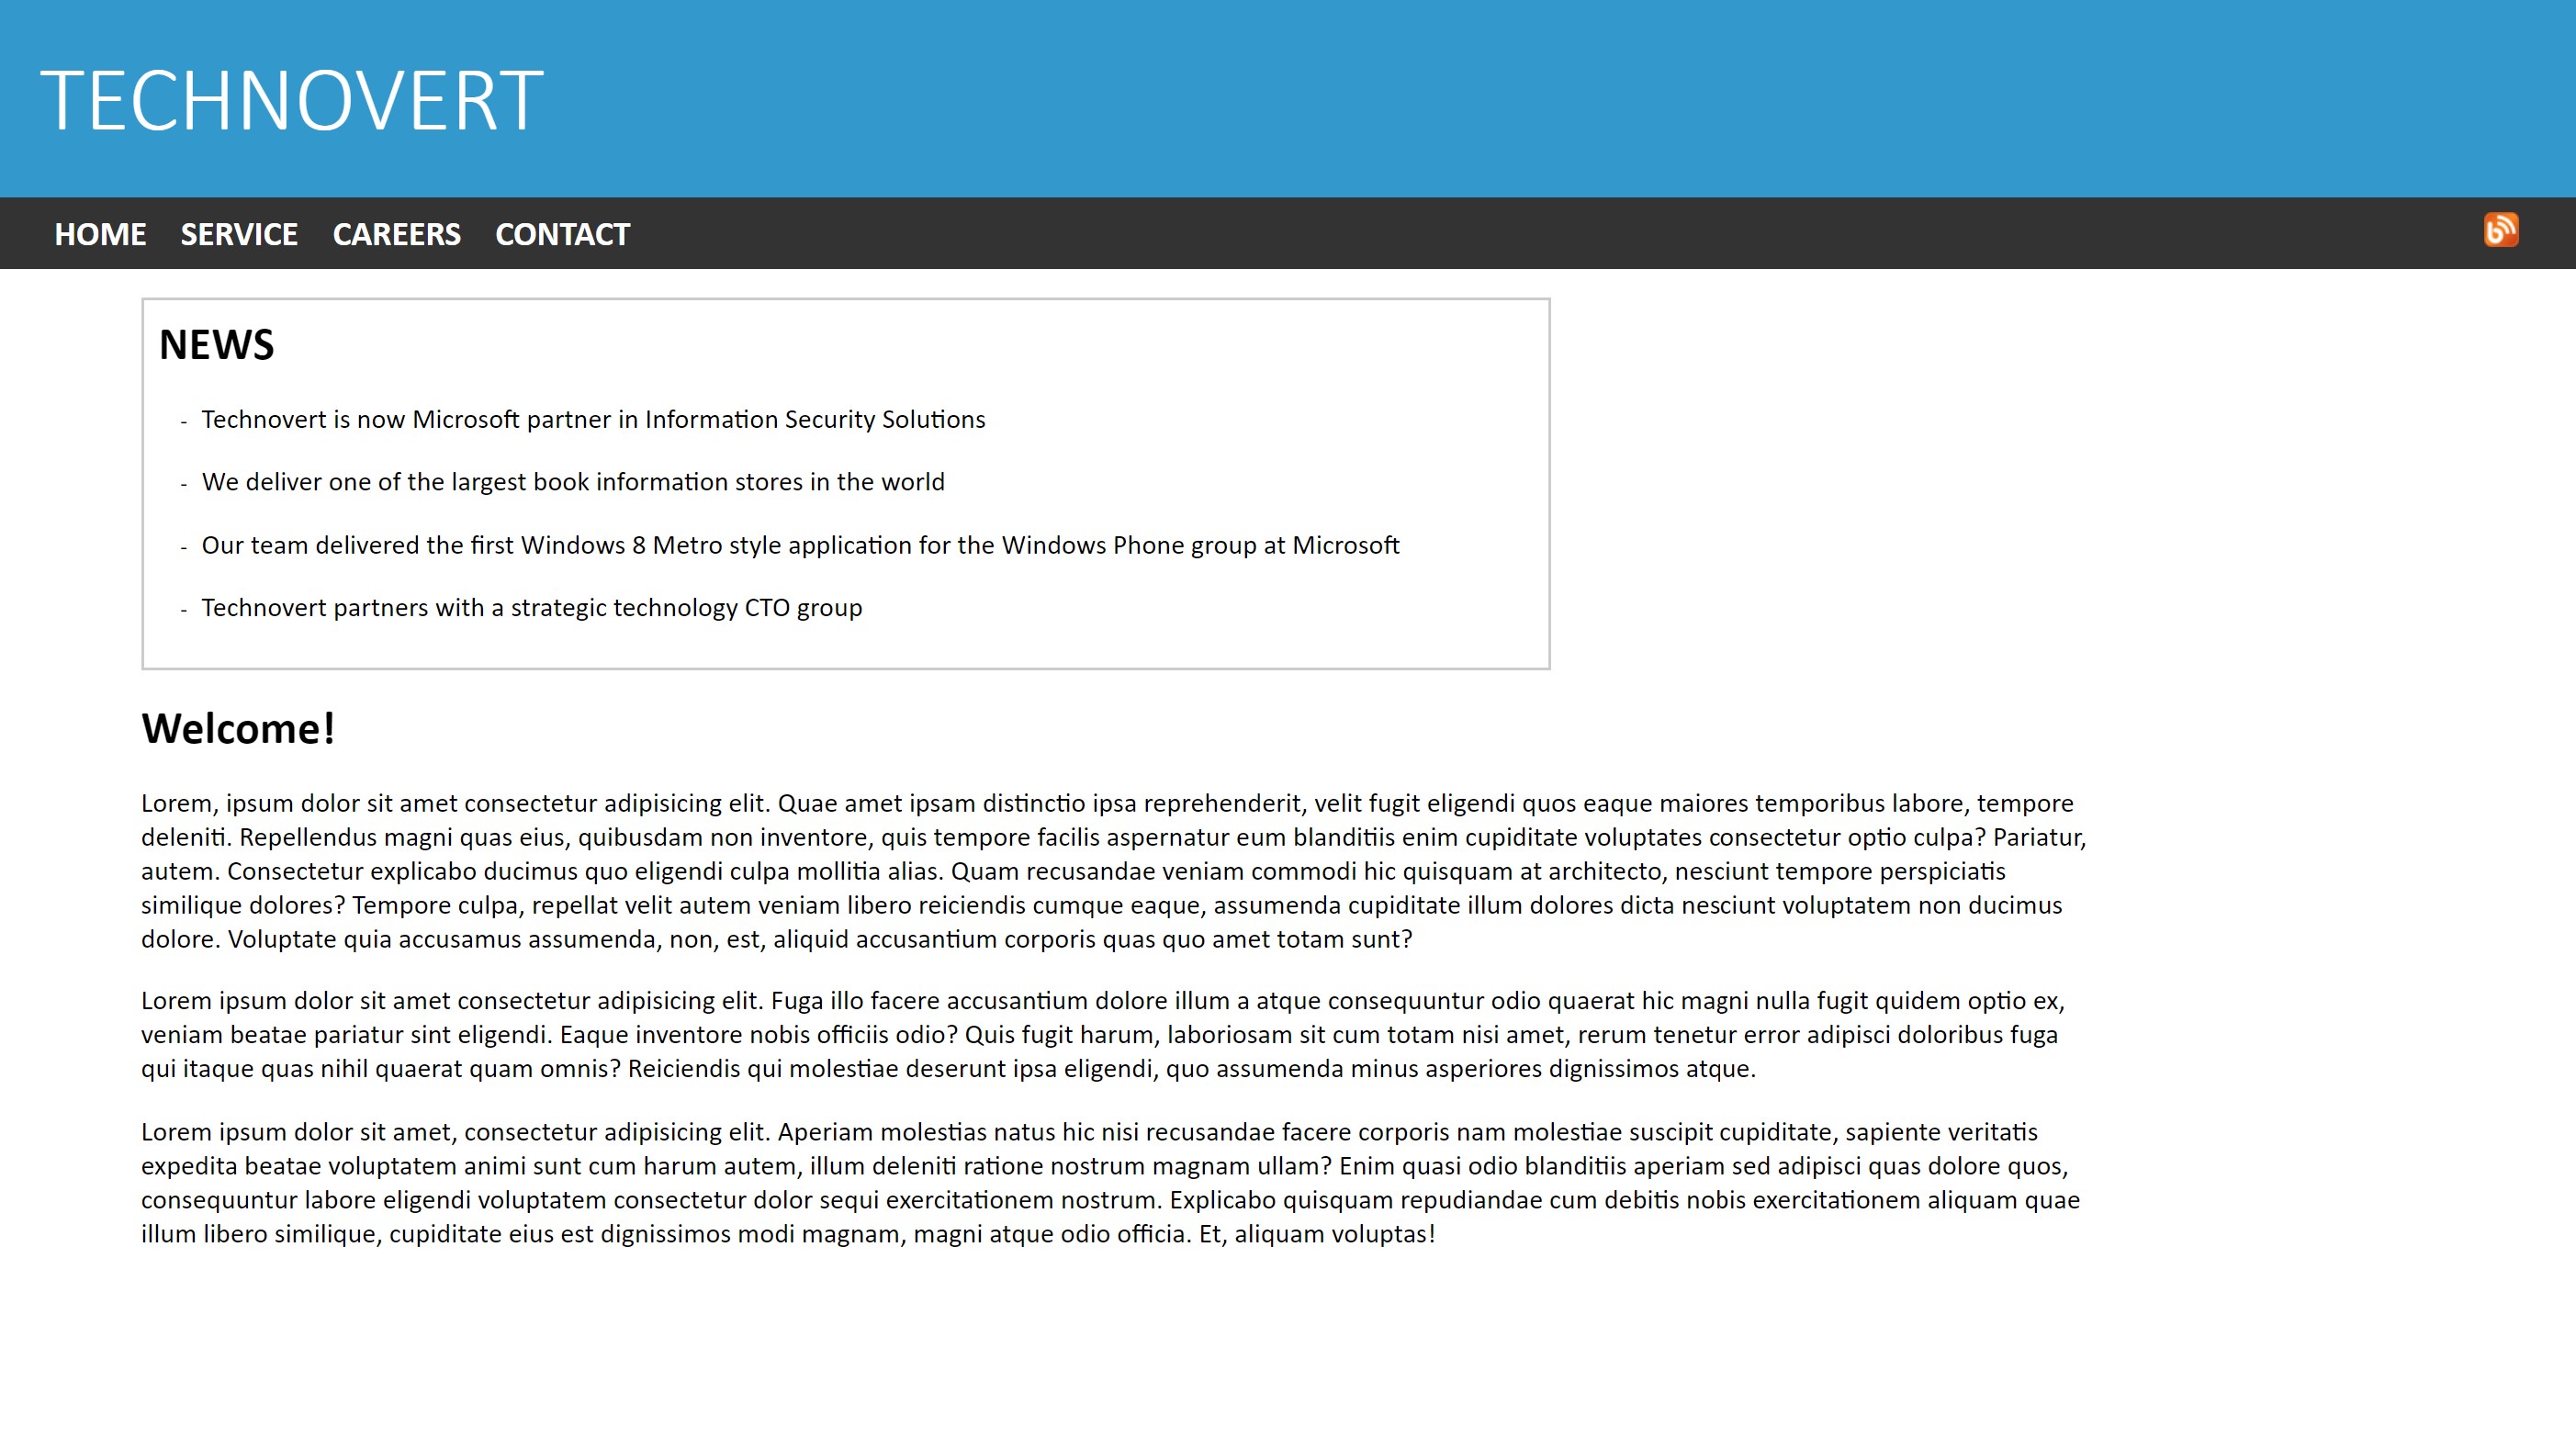 TECHNOVERT
HOME SERVICE CAREERS CONTACT
NEWS
- Technovert is now Microsoft partner in Information Security Solutions
- We deliver one of the largest book information stores in the world
- Our team delivered the first Windows 8 Metro style application for the Windows Phone group at Microsoft
- Technovert partners with a strategic technology CTO group
Welcome!
Lorem, ipsum dolor sit amet consectetur adipisicing elit. Quae amet ipsam distinctio ipsa reprehenderit, velit fugit eligendi quos eaque maiores temporibus labore, tempore
deleniti. Repellendus magni quas eius, quibusdam non inventore, quis tempore facilis aspernatur eum blanditiis enim cupiditate voluptates consectetur optio culpa? Pariatur,
autem. Consectetur explicabo ducimus quo eligendi culpa mollitia alias. Quam recusandae veniam commodi hic quisquam at architecto, nesciunt tempore perspiciatis
similique dolores? Tempore culpa, repellat velit autem veniam libero reiciendis cumque eaque, assumenda cupiditate illum dolores dicta nesciunt voluptatem non ducimus
dolore. Voluptate quia accusamus assumenda, non, est, aliquid accusantium corporis quas quo amet totam sunt?
Lorem ipsum dolor sit amet consectetur adipisicing elit. Fuga illo facere accusantium dolore illum a atque consequuntur odio quaerat hic magni nulla fugit quidem optio ex,
veniam beatae pariatur sint eligendi. Eaque inventore nobis officiis odio? Quis fugit harum, laboriosam sit cum totam nisi amet, rerum tenetur error adipisci doloribus fuga
qui itaque quas nihil quaerat quam omnis? Reiciendis qui molestiae deserunt ipsa eligendi, quo assumenda minus asperiores dignissimos atque.
Lorem ipsum dolor sit amet, consectetur adipisicing elit. Aperiam molestias natus hic nisi recusandae facere corporis nam molestiae suscipit cupiditate, sapiente veritatis
expedita beatae voluptatem animi sunt cum harum autem, illum deleniti ratione nostrum magnam ullam? Enim quasi odio blanditiis aperiam sed adipisci quas dolore quos,
consequuntur labore eligendi voluptatem consectetur dolor sequi exercitationem nostrum. Explicabo quisquam repudiandae cum debitis nobis exercitationem aliquam quae
illum libero similique, cupiditate eius est dignissimos modi magnam, magni atque odio officia. Et, aliquam voluptas!